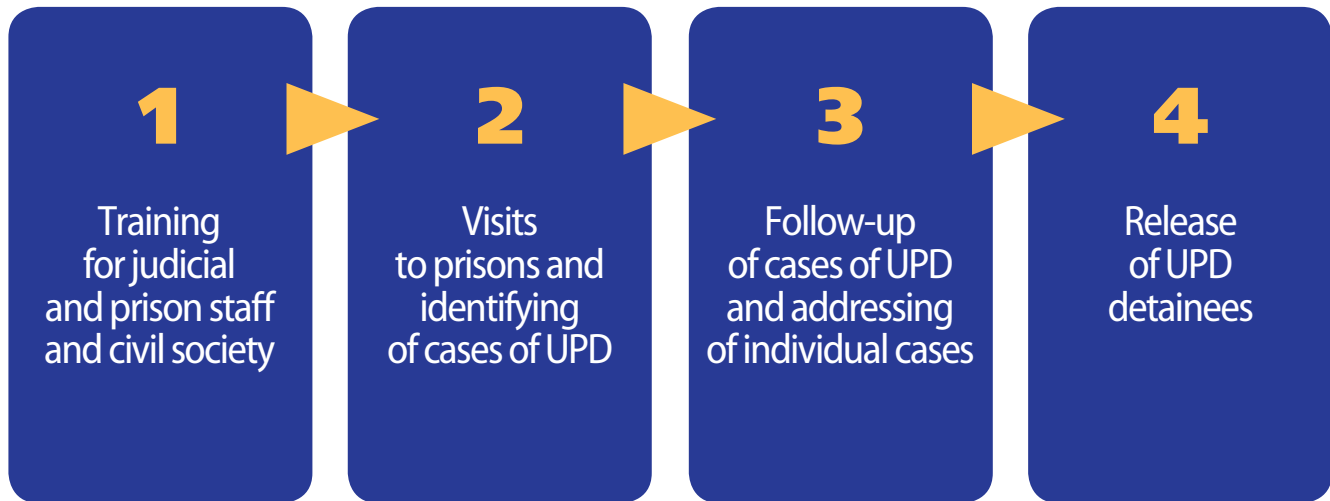 1
Training
for judicial
and prison staff
and civil society
2
Visits
to prisons and
identifying
of cases of UPD
3
Follow-up
of cases of UPD
and addressing
of individual cases
4
Release
of UPD
detainees